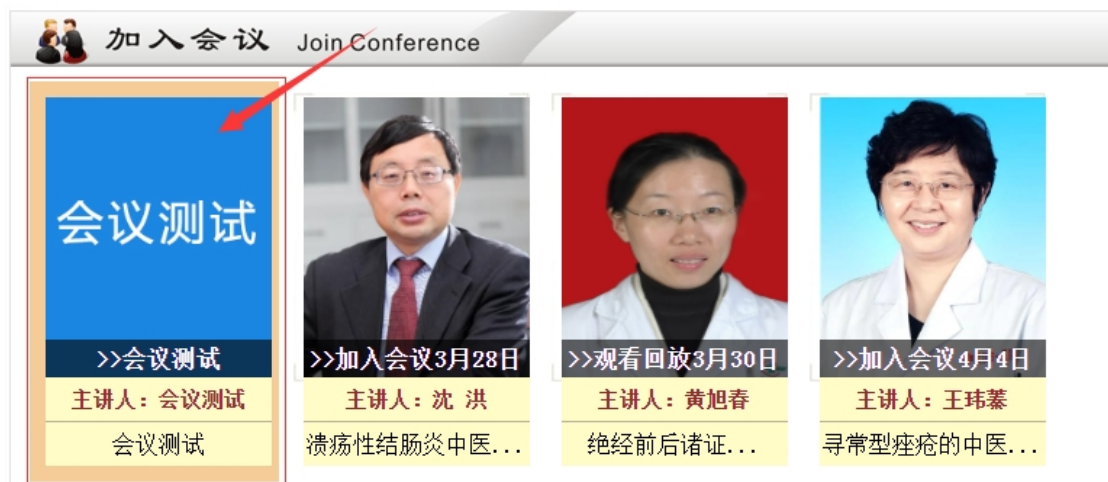 加入会议 Join Conference
会议测试
>>会议测试
主讲人：会议测试
会议测试
>>加入会议3月28日
主讲人：沈 洪
溃疡性结肠炎中医...
>>观看回放3月30日
主讲人：黄旭春
绝经前后诸证...
>>加入会议4月4日
主讲人：王玮蓁
寻常型痤疮的中医...